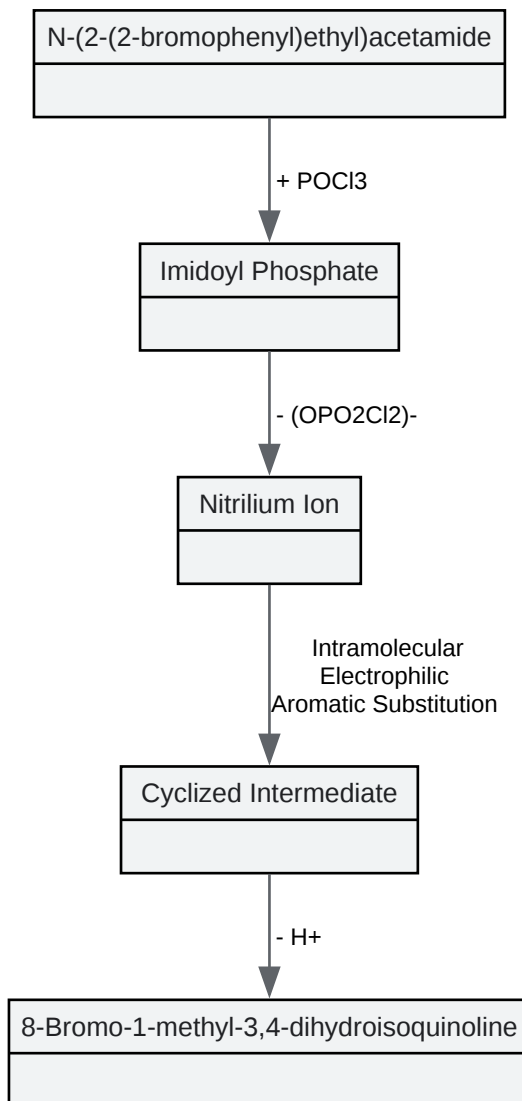 N-(2-(2-bromophenyl)ethyl)acetamide
+ POCl3
Imidoyl Phosphate
- (OPO2Cl2)-
Nitrilium Ion
Intramolecular
Electrophilic
Aromatic Substitution
Cyclized Intermediate
- H+
8-Bromo-1-methyl-3,4-dihydroisoquinoline